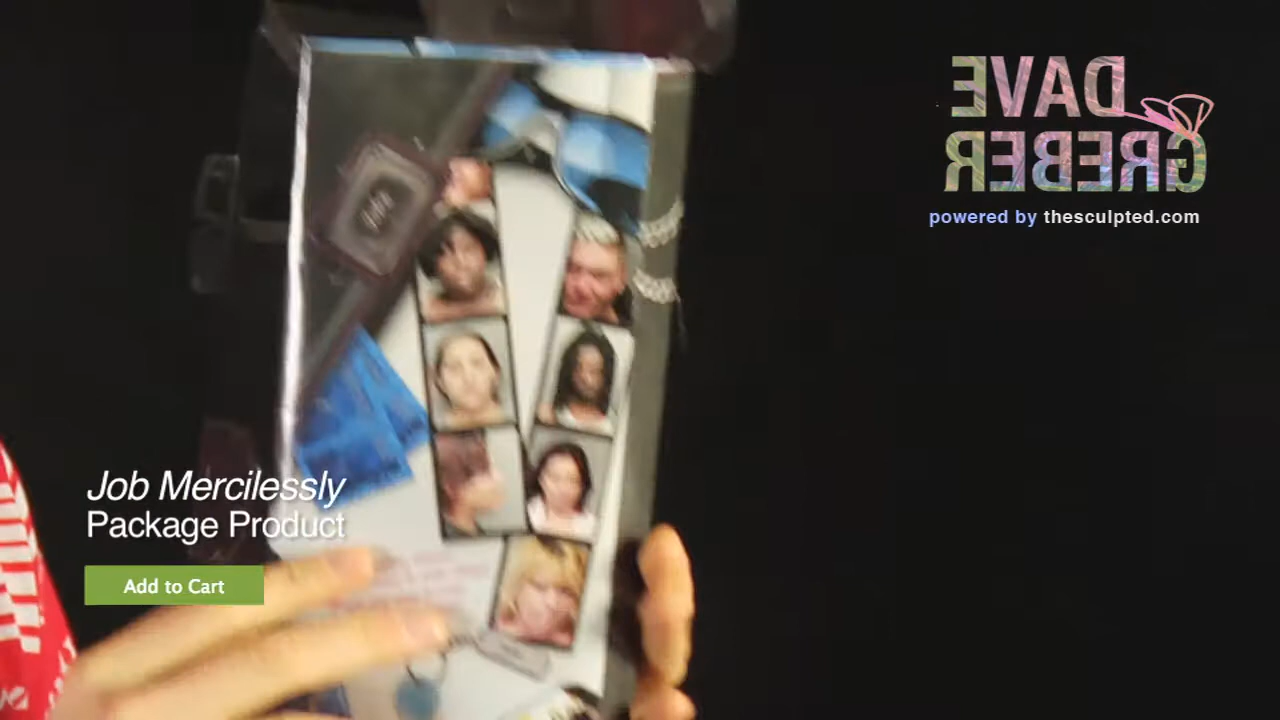 DAVE
GREBER
powered by thesculpted.com
Job Mercilessly
Package Product
Add to Cart